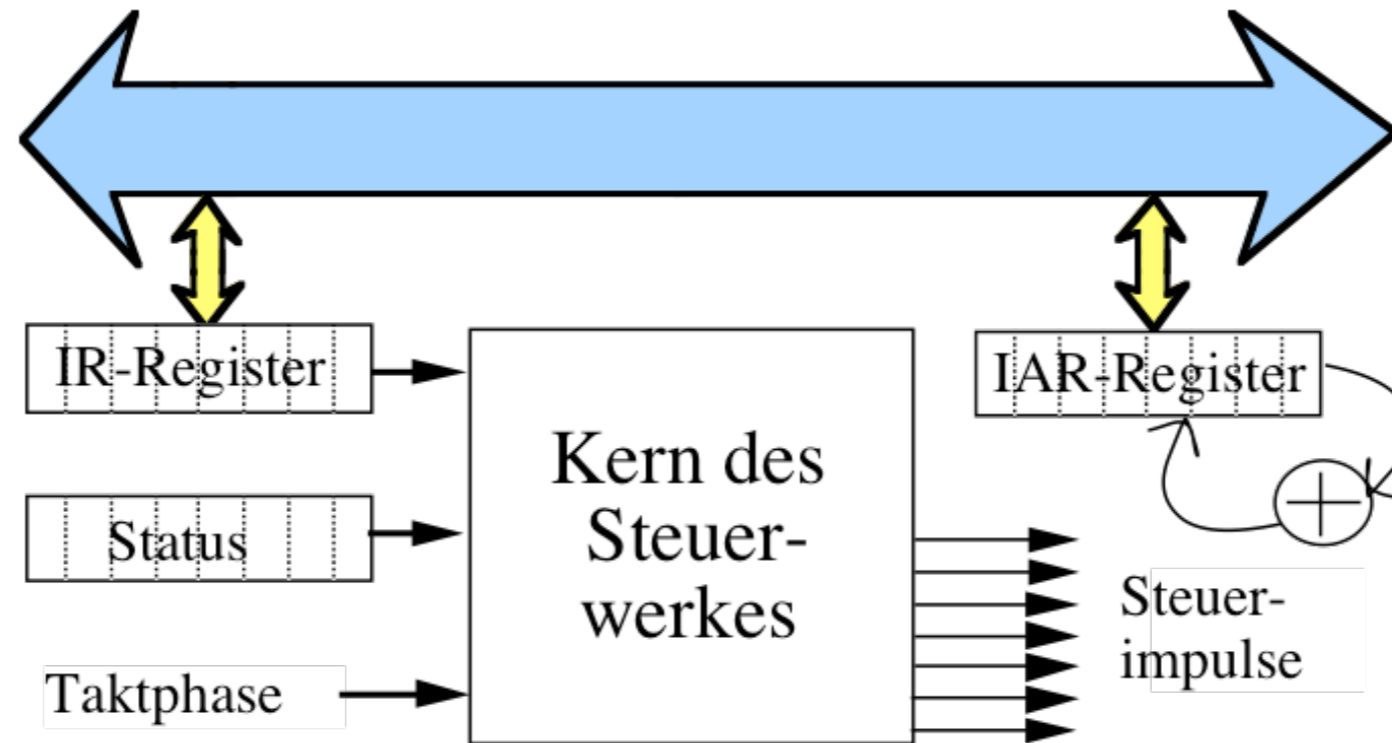 IR-Register
IAR-Register
Kern des
Steuer-
werkes
Status
Steuer-
impulse
Taktphase